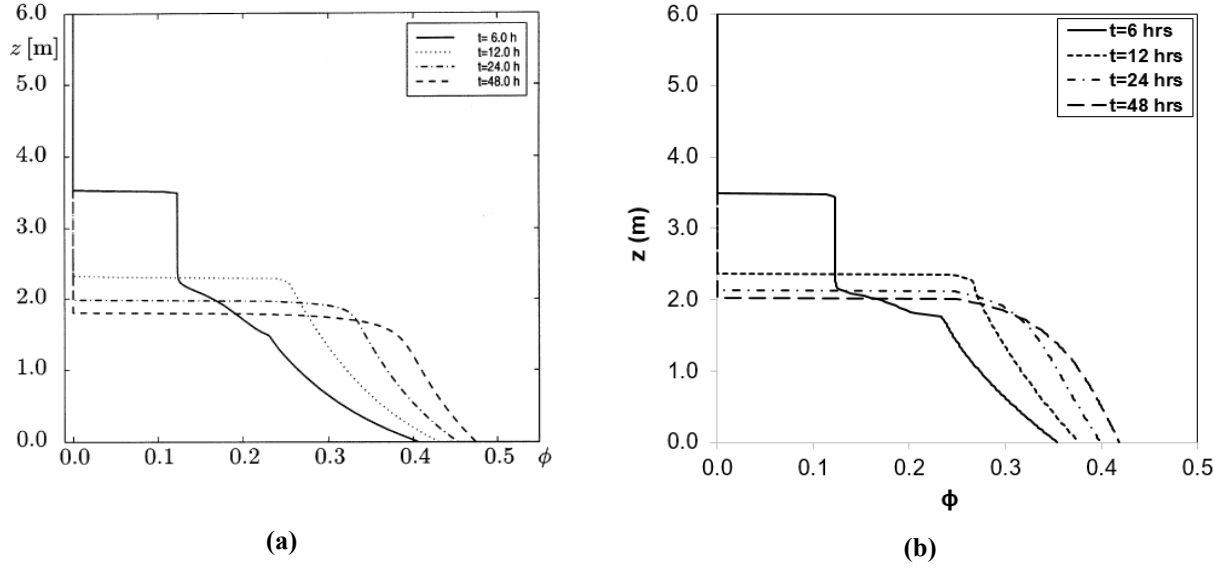 6.0
z [m]
5.0
4.0
3.0
2.0
1.0
0.0
0.0 0.1 0.2 0.3 0.4 0.5 ϕ
t= 6.0 h
t=12.0 h
t=24.0 h
t=48.0 h
(a)
6.0
5.0
4.0
3.0
2.0
1.0
0.0
z (m)
0.0 0.1 0.2 0.3 0.4 0.5
ϕ
t=6 hrs
t=12 hrs
t=24 hrs
t=48 hrs
(b)